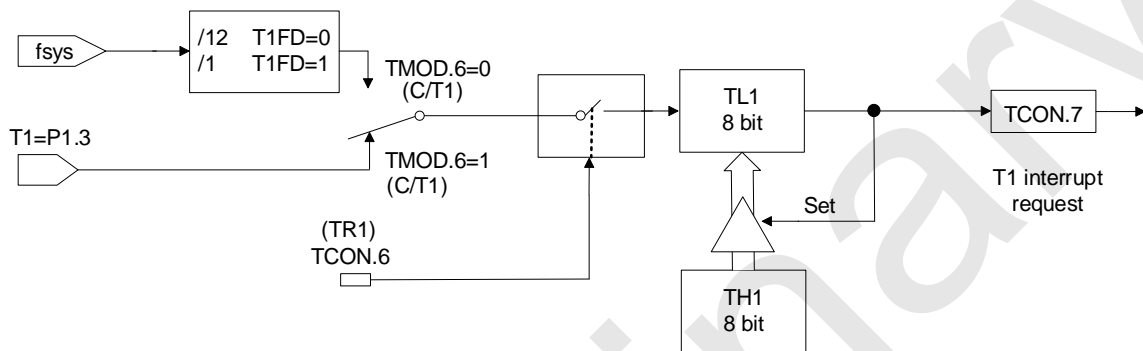 fsys
/12 T1FD=0
/1 T1FD=1
TMOD.6=0
(C/T1)
T1=P1.3
TMOD.6=1
(C/T1)
(TR1)
TCON.6
TL1
8 bit
TCON.7
T1 interrupt
request
Set
TH1
8 bit